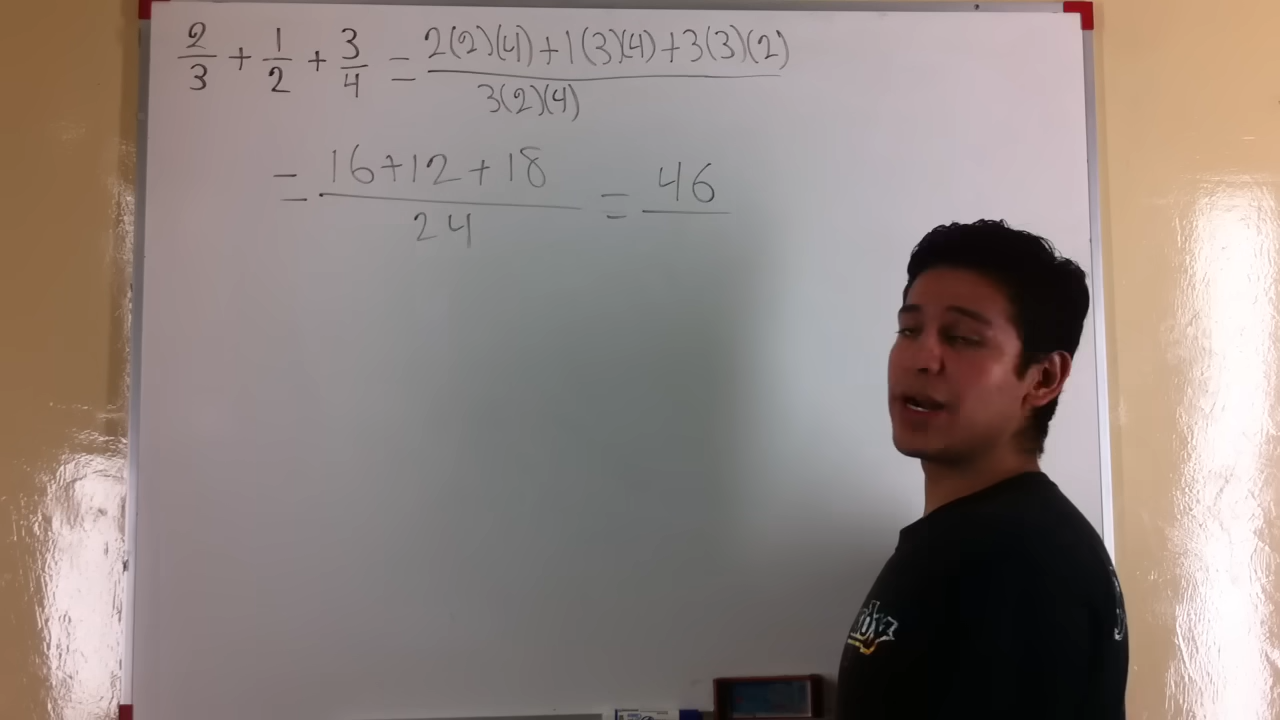 2/3 + 1/2 + 3/4 = 2(2)(4)+1(3)(4)+3(3)(2) / 3(2)(4)
= 16+12+18 / 24 = 46 /